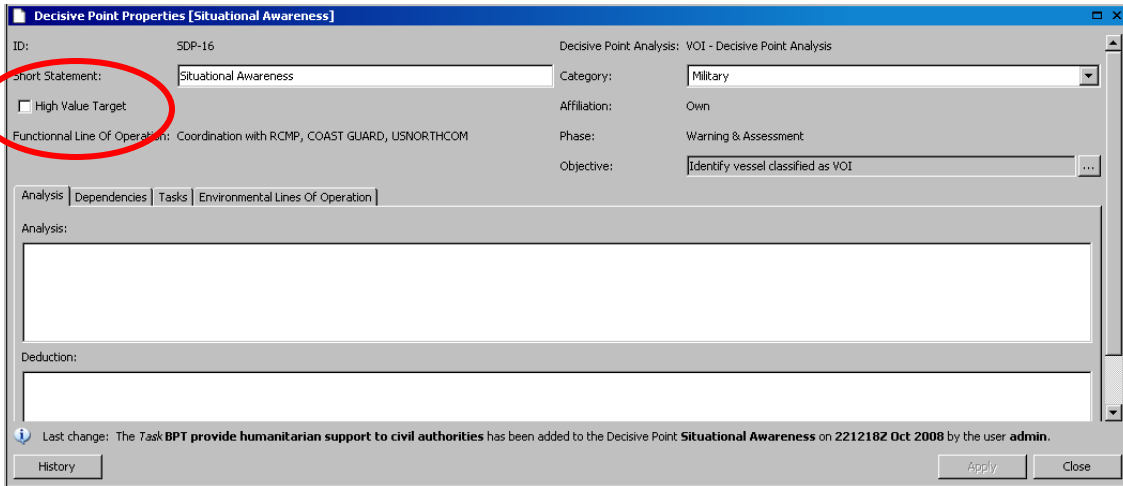 Decisive Point Properties [Situational Awareness]
ID: SDP-16 Decisive Point Analysis: VOI - Decisive Point Analysis
Short Statement: Situational Awareness Category: Military
High Value Target Affiliation: Own
Functionnal Line Of Operation: Coordination with RCMP, COAST GUARD, USNORTHCOM Phase: Warning & Assessment
Objective: Identify vessel classified as VOI ...
Analysis Dependencies Tasks Environmental Lines Of Operation
Analysis:
Deduction:
Last change: The Task BPT provide humanitarian support to civil authorities has been added to the Decisive Point Situational Awareness on 221218Z Oct 2008 by the user admin.
History Apply Close